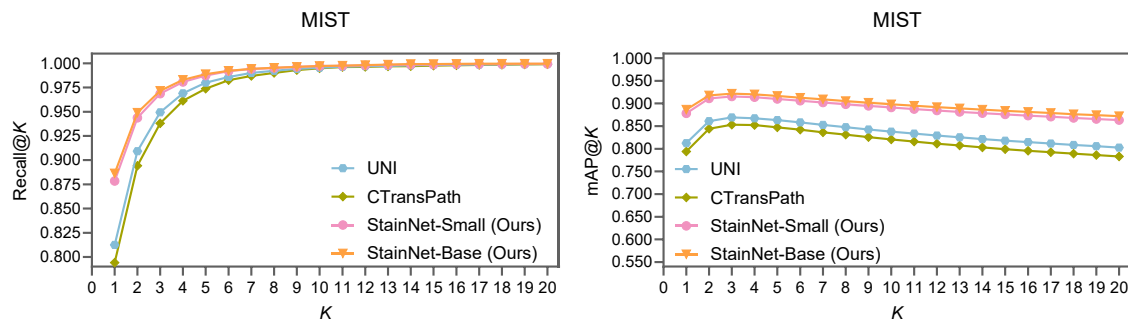 MIST
Recall@K
1.000
0.975
0.950
0.925
0.900
0.875
0.850
0.825
0.800
UNI
CTransPath
StainNet-Small (Ours)
StainNet-Base (Ours)
0 1 2 3 4 5 6 7 8 9 10 11 12 13 14 15 16 17 18 19 20
K
MIST
mAP@K
1.000
0.950
0.900
0.850
0.800
0.750
0.700
0.650
0.600
0.550
UNI
CTransPath
StainNet-Small (Ours)
StainNet-Base (Ours)
0 1 2 3 4 5 6 7 8 9 10 11 12 13 14 15 16 17 18 19 20
K